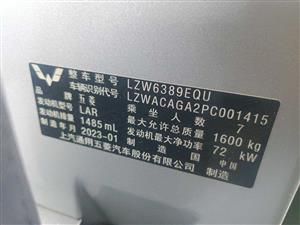 整车型号 LZW6389EQU
车辆识别代号 LZWACAGA2PC001415
品牌 五菱 乘坐人数 7
发动机型号 LAR 最大允许总质量 1600 kg
发动机排量 1485 mL 发动机最大净功率 72 kW
制造年月 2023-01 中国
上汽通用五菱汽车股份有限公司 制造